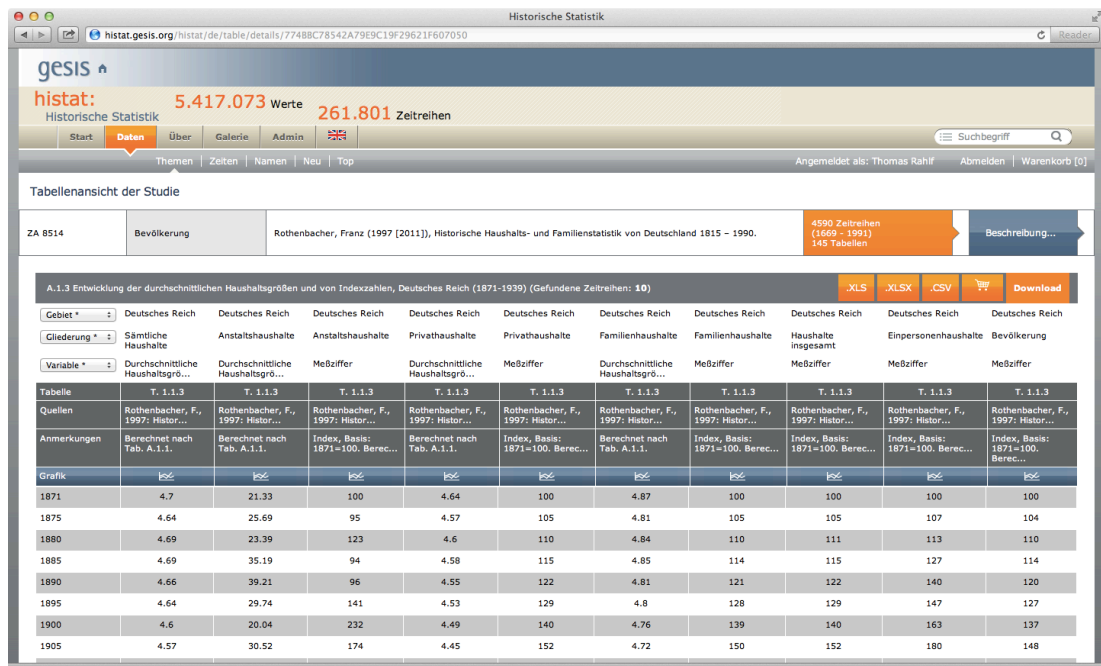 Historische Statistik
histat.gesis.org/histat/de/table/details/77488C78542A79E9C19F29621F607050
Reader
gesis
histat:
Historische Statistik
5.417.073 Werte
261.801 Zeitreihen
Start Daten Über Galerie Admin
Suchbegriff
Themen | Zeiten | Namen | Neu | Top
Angemeldet als: Thomas Rahlf Abmelden | Warenkorb [0]
Tabellenansicht der Studie
ZA 8514 Bevölkerung Rothenbacher, Franz (1997 [2011]), Historische Haushalts- und Familienstatistik von Deutschland 1815 – 1990.
4590 Zeitreihen
(1669 - 1991)
145 Tabellen
Beschreibung...
A.1.3 Entwicklung der durchschnittlichen Haushaltsgrößen und von Indexzahlen, Deutsches Reich (1871-1939) (Gefundene Zeitreihen: 10)
.XLS .XLSX .CSV Download
Gebiet * Deutsches Reich Deutsches Reich Deutsches Reich Deutsches Reich Deutsches Reich Deutsches Reich Deutsches Reich Deutsches Reich Deutsches Reich Deutsches Reich
Gliederung * Sämtliche Anstaltshaushalte Anstaltshaushalte Privathaushalte Privathaushalte Familienhaushalte Familienhaushalte Haushalte Einpersonenhaushalte Bevölkerung
Haushalte insgesamt
Variable * Durchschnittliche Durchschnittliche Meßziffer Durchschnittliche Meßziffer Durchschnittliche Meßziffer Meßziffer Meßziffer Meßziffer
Haushaltsgrö... Haushaltsgrö... Haushaltsgrö... Haushaltsgrö...
Tabelle T. 1.1.3 T. 1.1.3 T. 1.1.3 T. 1.1.3 T. 1.1.3 T. 1.1.3 T. 1.1.3 T. 1.1.3 T. 1.1.3 T. 1.1.3
Quellen Rothenbacher, F., Rothenbacher, F., Rothenbacher, F., Rothenbacher, F., Rothenbacher, F., Rothenbacher, F., Rothenbacher, F., Rothenbacher, F., Rothenbacher, F., Rothenbacher, F.,
1997: Histor... 1997: Histor... 1997: Histor... 1997: Histor... 1997: Histor... 1997: Histor... 1997: Histor... 1997: Histor... 1997: Histor... 1997: Histor...
Anmerkungen Berechnet nach Berechnet nach Index, Basis: Berechnet nach Index, Basis: Berechnet nach Index, Basis: Index, Basis: Index, Basis: Index, Basis:
Tab. A.1.1. Tab. A.1.1. 1871=100. Berec... Tab. A.1.1. 1871=100. Berec... Tab. A.1.1. 1871=100. Berec... 1871=100. Berec... 1871=100. Berec... 1871=100.
Berec...
Grafik
1871 4.7 21.33 100 4.64 100 4.87 100 100 100 100
1875 4.64 25.69 95 4.57 105 4.81 105 105 107 104
1880 4.69 23.39 123 4.6 110 4.84 110 111 113 110
1885 4.69 35.19 94 4.58 115 4.85 114 115 127 114
1890 4.66 39.21 96 4.55 122 4.81 121 122 140 120
1895 4.64 29.74 141 4.53 129 4.8 128 129 147 127
1900 4.6 20.04 232 4.49 140 4.76 139 140 163 137
1905 4.57 30.52 174 4.45 152 4.72 150 152 180 148